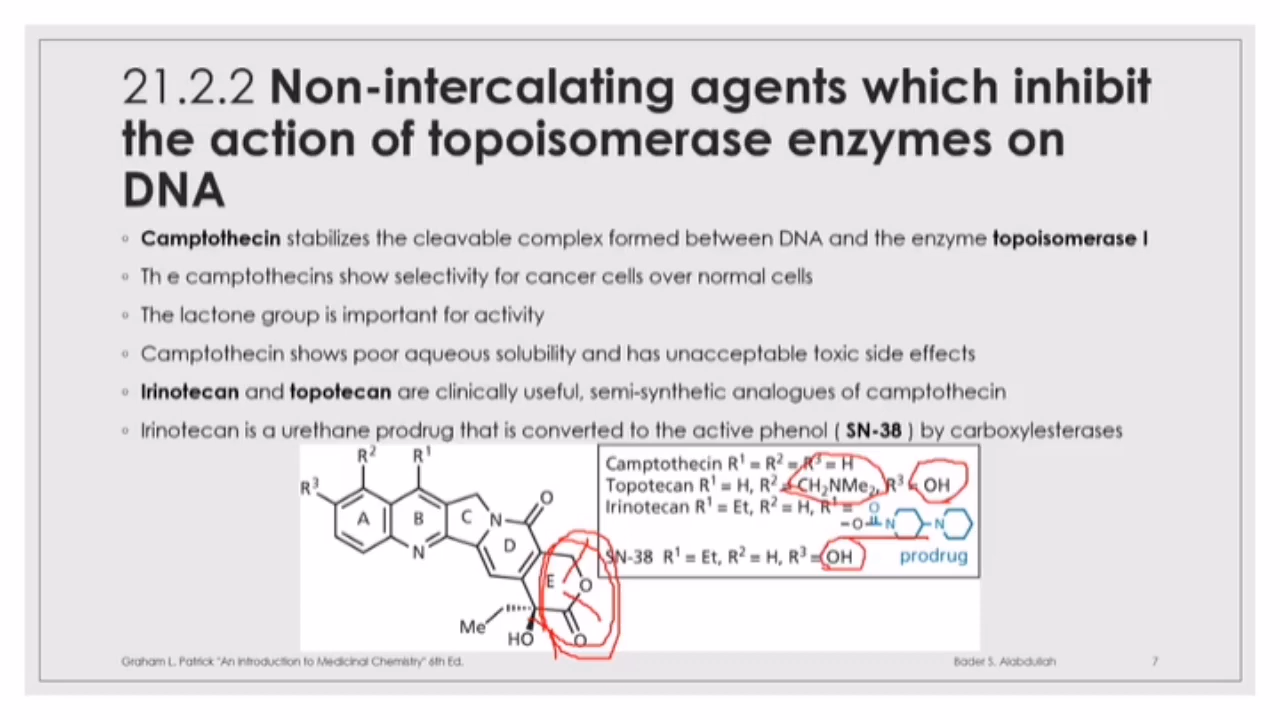 21.2.2 Non-intercalating agents which inhibit
the action of topoisomerase enzymes on
DNA
◦ Camptothecin stabilizes the cleavable complex formed between DNA and the enzyme topoisomerase I
◦ Th e camptothecins show selectivity for cancer cells over normal cells
◦ The lactone group is important for activity
◦ Camptothecin shows poor aqueous solubility and has unacceptable toxic side effects
◦ Irinotecan and topotecan are clinically useful, semi-synthetic analogues of camptothecin
◦ Irinotecan is a urethane prodrug that is converted to the active phenol ( SN-38 ) by carboxylesterases
R² R¹
R³
A B C N O
N D
E O
Me HO O
Camptothecin R¹ = R² = R³ = H
Topotecan R¹ = H, R² = CH₂NMe₂, R³ = OH
Irinotecan R¹ = Et, R² = H, R¹ =
O
–O N N
SN-38 R¹ = Et, R² = H, R³ = OH prodrug
Graham L. Patrick "An Introduction to Medicinal Chemistry" 6th Ed. Bader S. Alabdullah 7